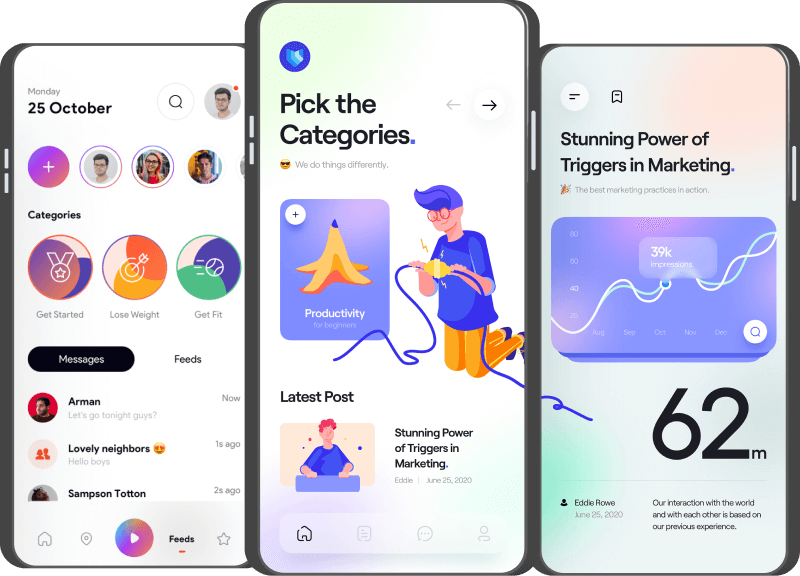 Monday
25 October
Categories
Get Started
Lose Weight
Get Fit
Messages
Feeds
Arman
Now
Let's go tonight guys?
Lovely neighbors 😍
1s ago
Hello boys
Sampson Totton
2s ago
Feeds
Pick the
Categories.
😎 We do things differently.
Productivity
for beginners
Latest Post
Stunning Power
of Triggers in
Marketing.
Eddie | June 25, 2020
Stunning Power of
Triggers in Marketing.
🎉 The best marketing practices in action.
80
60
40
20
39k
impressions
Aug
Sep
Oct
Nov
Dec
62m
Eddie Rowe
June 25, 2020
Our interaction with the world
and with each other is based on
our previous experience.